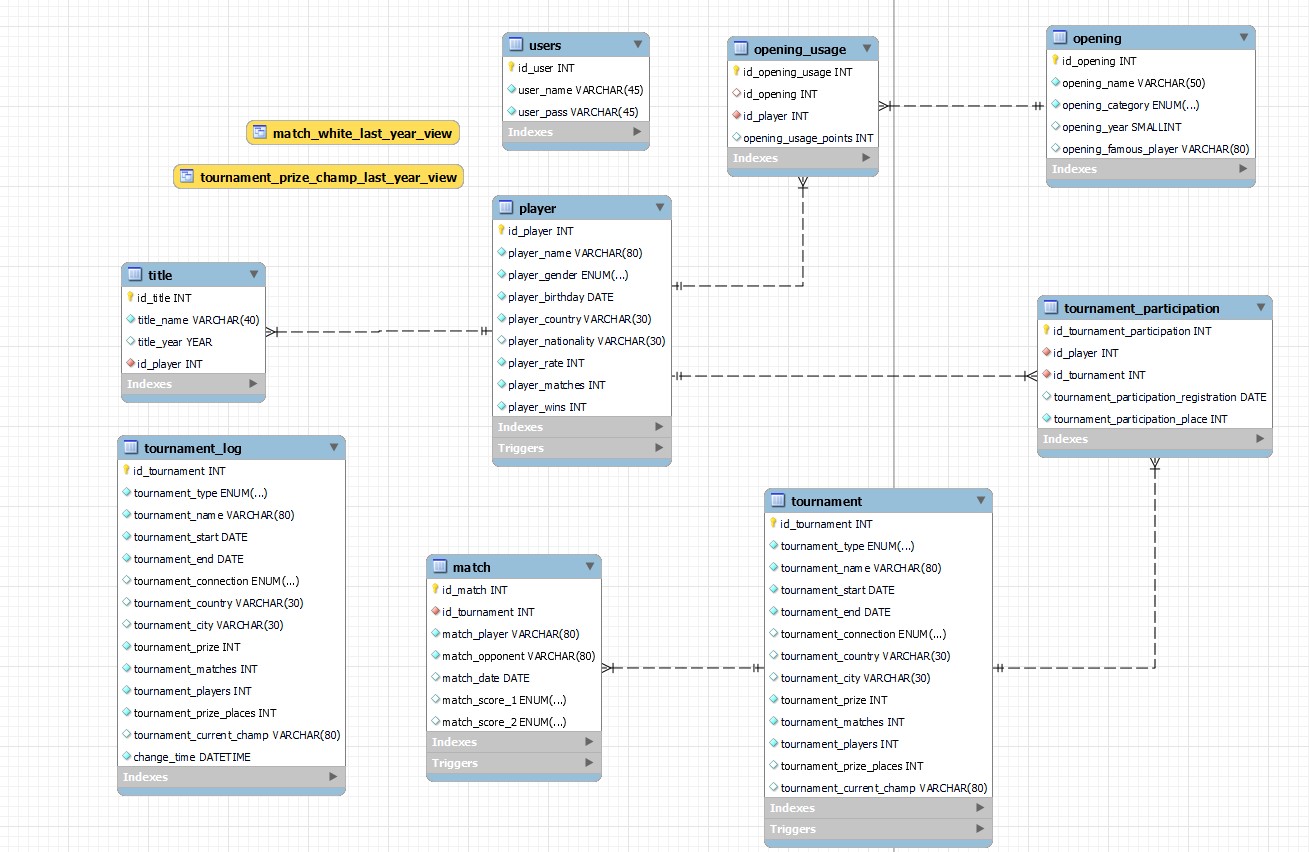 users
id_user INT
user_name VARCHAR(45)
user_pass VARCHAR(45)
Indexes
opening_usage
id_opening_usage INT
id_opening INT
id_player INT
opening_usage_points INT
Indexes
opening
id_opening INT
opening_name VARCHAR(50)
opening_category ENUM(...)
opening_year SMALLINT
opening_famous_player VARCHAR(80)
Indexes
match_white_last_year_view
tournament_prize_champ_last_year_view
player
id_player INT
player_name VARCHAR(80)
player_gender ENUM(...)
player_birthday DATE
player_country VARCHAR(30)
player_nationality VARCHAR(30)
player_rate INT
player_matches INT
player_wins INT
Indexes
Triggers
title
id_title INT
title_name VARCHAR(40)
title_year YEAR
id_player INT
Indexes
tournament_participation
id_tournament_participation INT
id_player INT
id_tournament INT
tournament_participation_registration DATE
tournament_participation_place INT
Indexes
tournament_log
id_tournament INT
tournament_type ENUM(...)
tournament_name VARCHAR(80)
tournament_start DATE
tournament_end DATE
tournament_connection ENUM(...)
tournament_country VARCHAR(30)
tournament_city VARCHAR(30)
tournament_prize INT
tournament_matches INT
tournament_players INT
tournament_prize_places INT
tournament_current_champ VARCHAR(80)
change_time DATETIME
Indexes
match
id_match INT
id_tournament INT
match_player VARCHAR(80)
match_opponent VARCHAR(80)
match_date DATE
match_score_1 ENUM(...)
match_score_2 ENUM(...)
Indexes
Triggers
tournament
id_tournament INT
tournament_type ENUM(...)
tournament_name VARCHAR(80)
tournament_start DATE
tournament_end DATE
tournament_connection ENUM(...)
tournament_country VARCHAR(30)
tournament_city VARCHAR(30)
tournament_prize INT
tournament_matches INT
tournament_players INT
tournament_prize_places INT
tournament_current_champ VARCHAR(80)
Indexes
Triggers